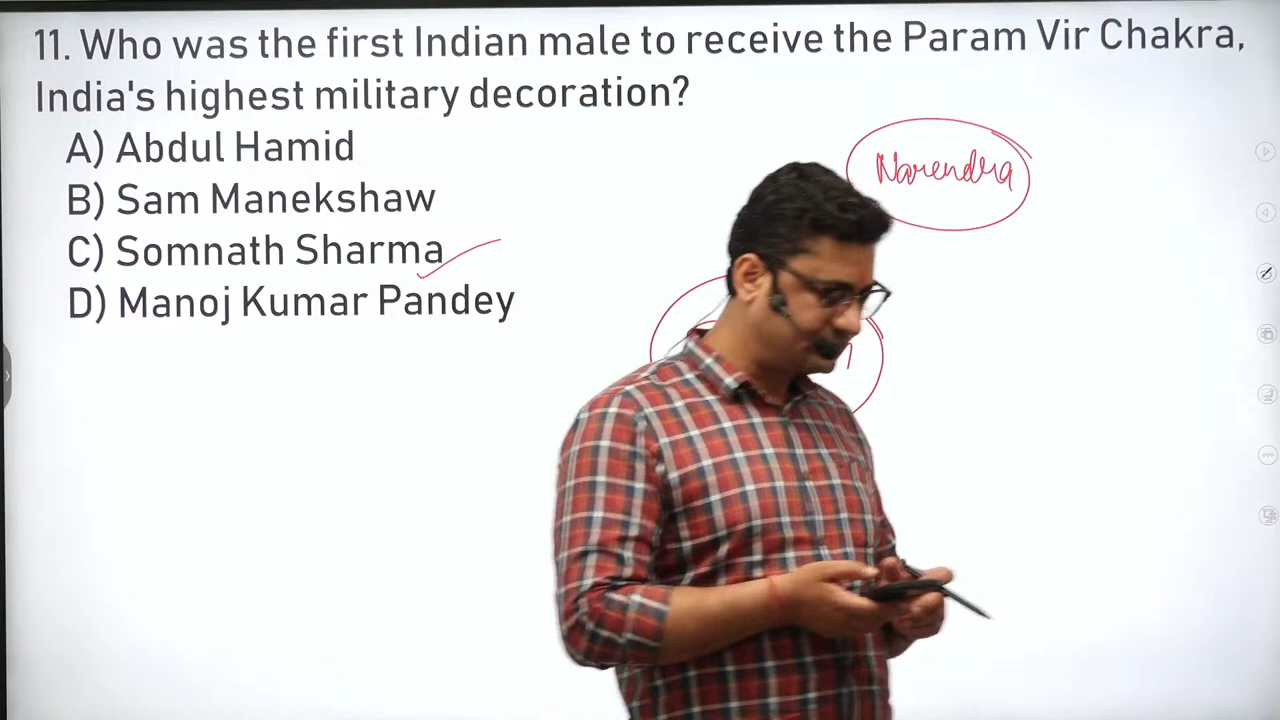 11. Who was the first Indian male to receive the Param Vir Chakra,
India's highest military decoration?
A) Abdul Hamid
B) Sam Manekshaw
C) Somnath Sharma
D) Manoj Kumar Pandey
Narendra